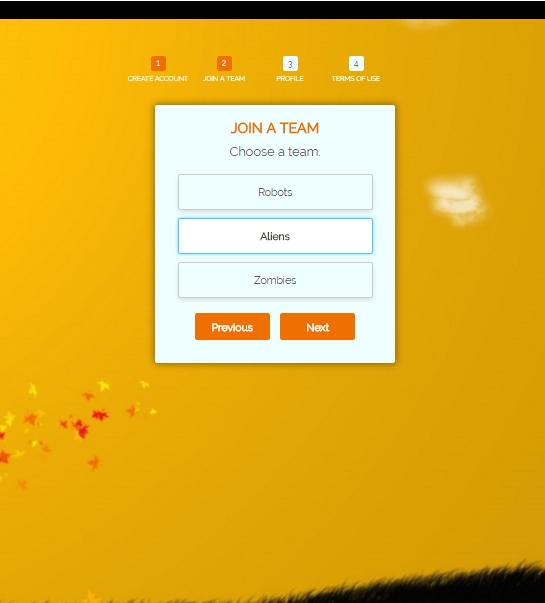 1 2 3 4
CREATE ACCOUNT JOIN A TEAM PROFILE TERMS OF USE
JOIN A TEAM
Choose a team.
Robots
Aliens
Zombies
Previous Next